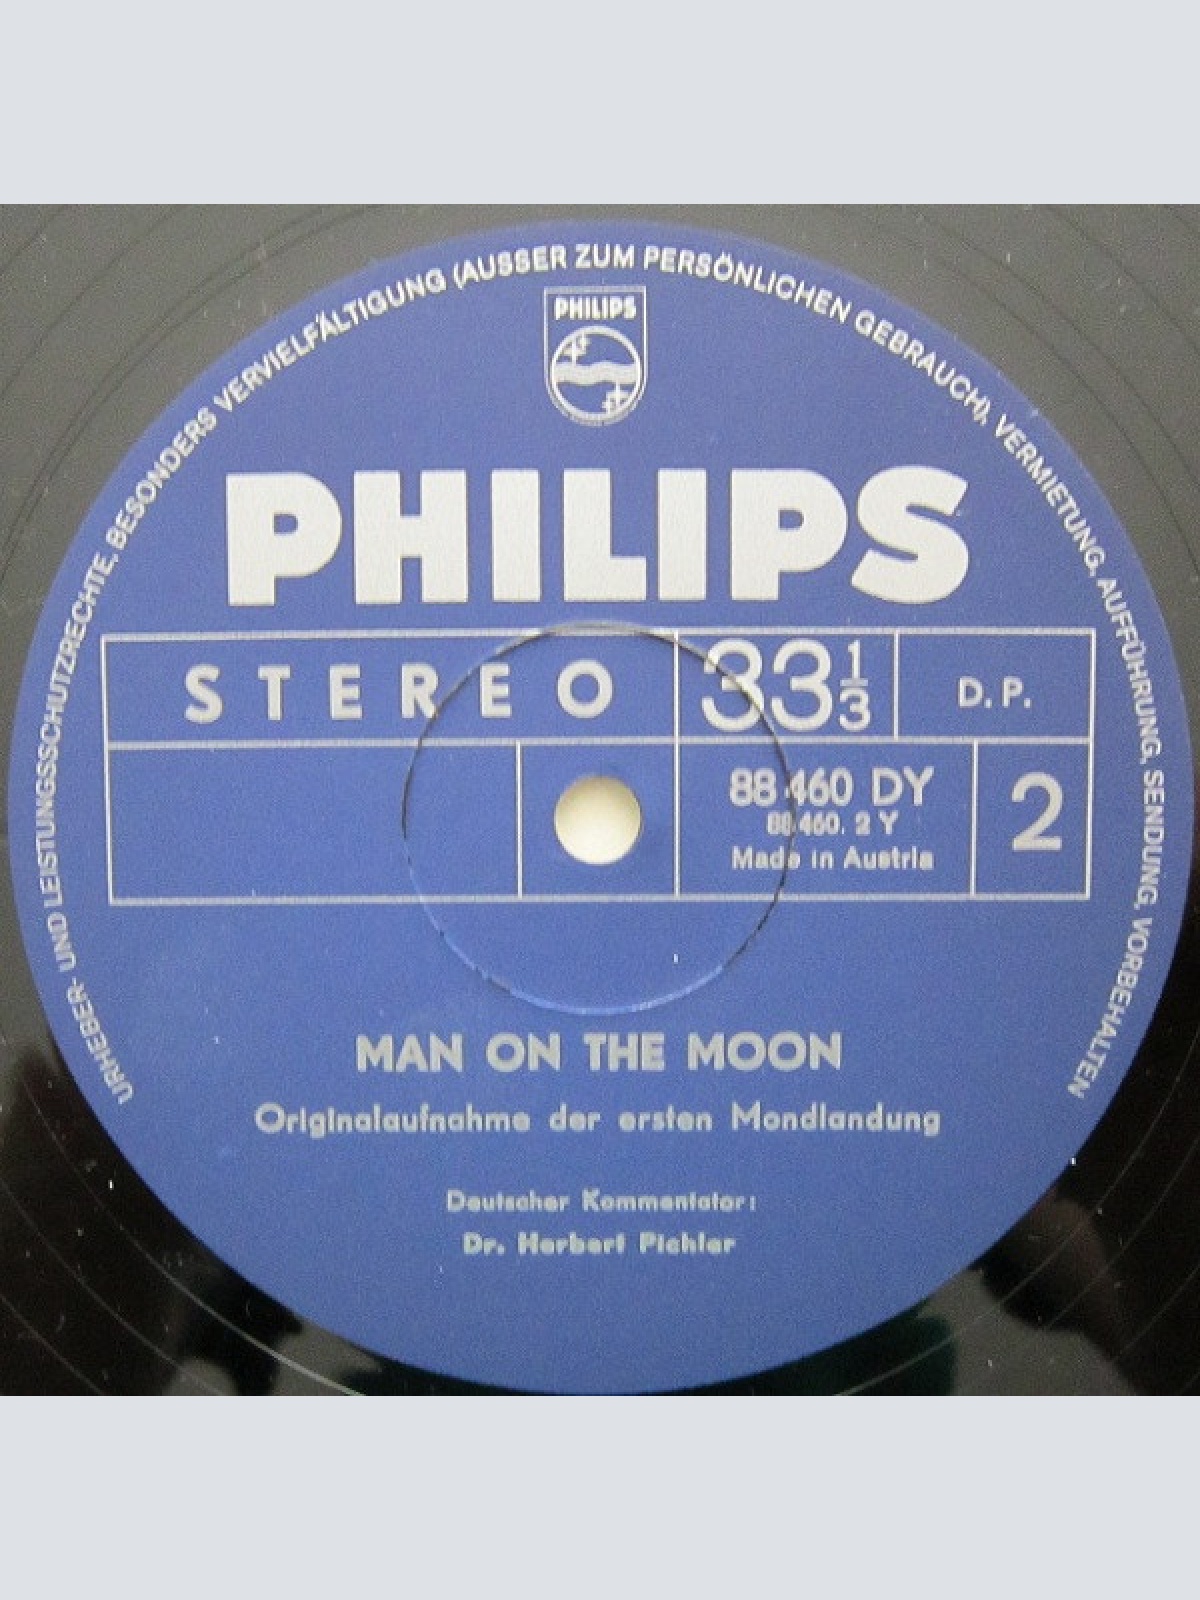 URHEBER- UND LEISTUNGSSCHUTZRECHTE, BESONDERS VERVIELFÄLTIGUNG (AUSSER ZUM PERSÖNLICHEN GEBRAUCH), VERMIETUNG, AUFFÜHRUNG, SENDUNG, VORBEHALTEN
PHILIPS
PHILIPS
STEREO
33 1/3
D.P.
88 460 DY
88 460. 2 Y
Made in Austria
2
MAN ON THE MOON
Originalaufnahme der ersten Mondlandung
Deutscher Kommentator:
Dr. Herbert Pichler